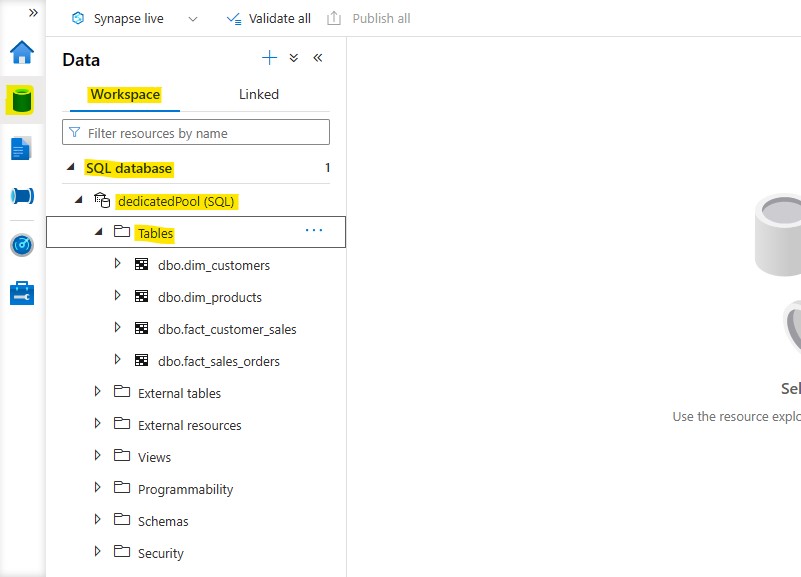 Synapse live
Validate all
Publish all
Data
Workspace
Linked
Filter resources by name
SQL database
1
dedicatedPool (SQL)
Tables
dbo.dim_customers
dbo.dim_products
dbo.fact_customer_sales
dbo.fact_sales_orders
External tables
External resources
Views
Programmability
Schemas
Security
Sel
Use the resource explo